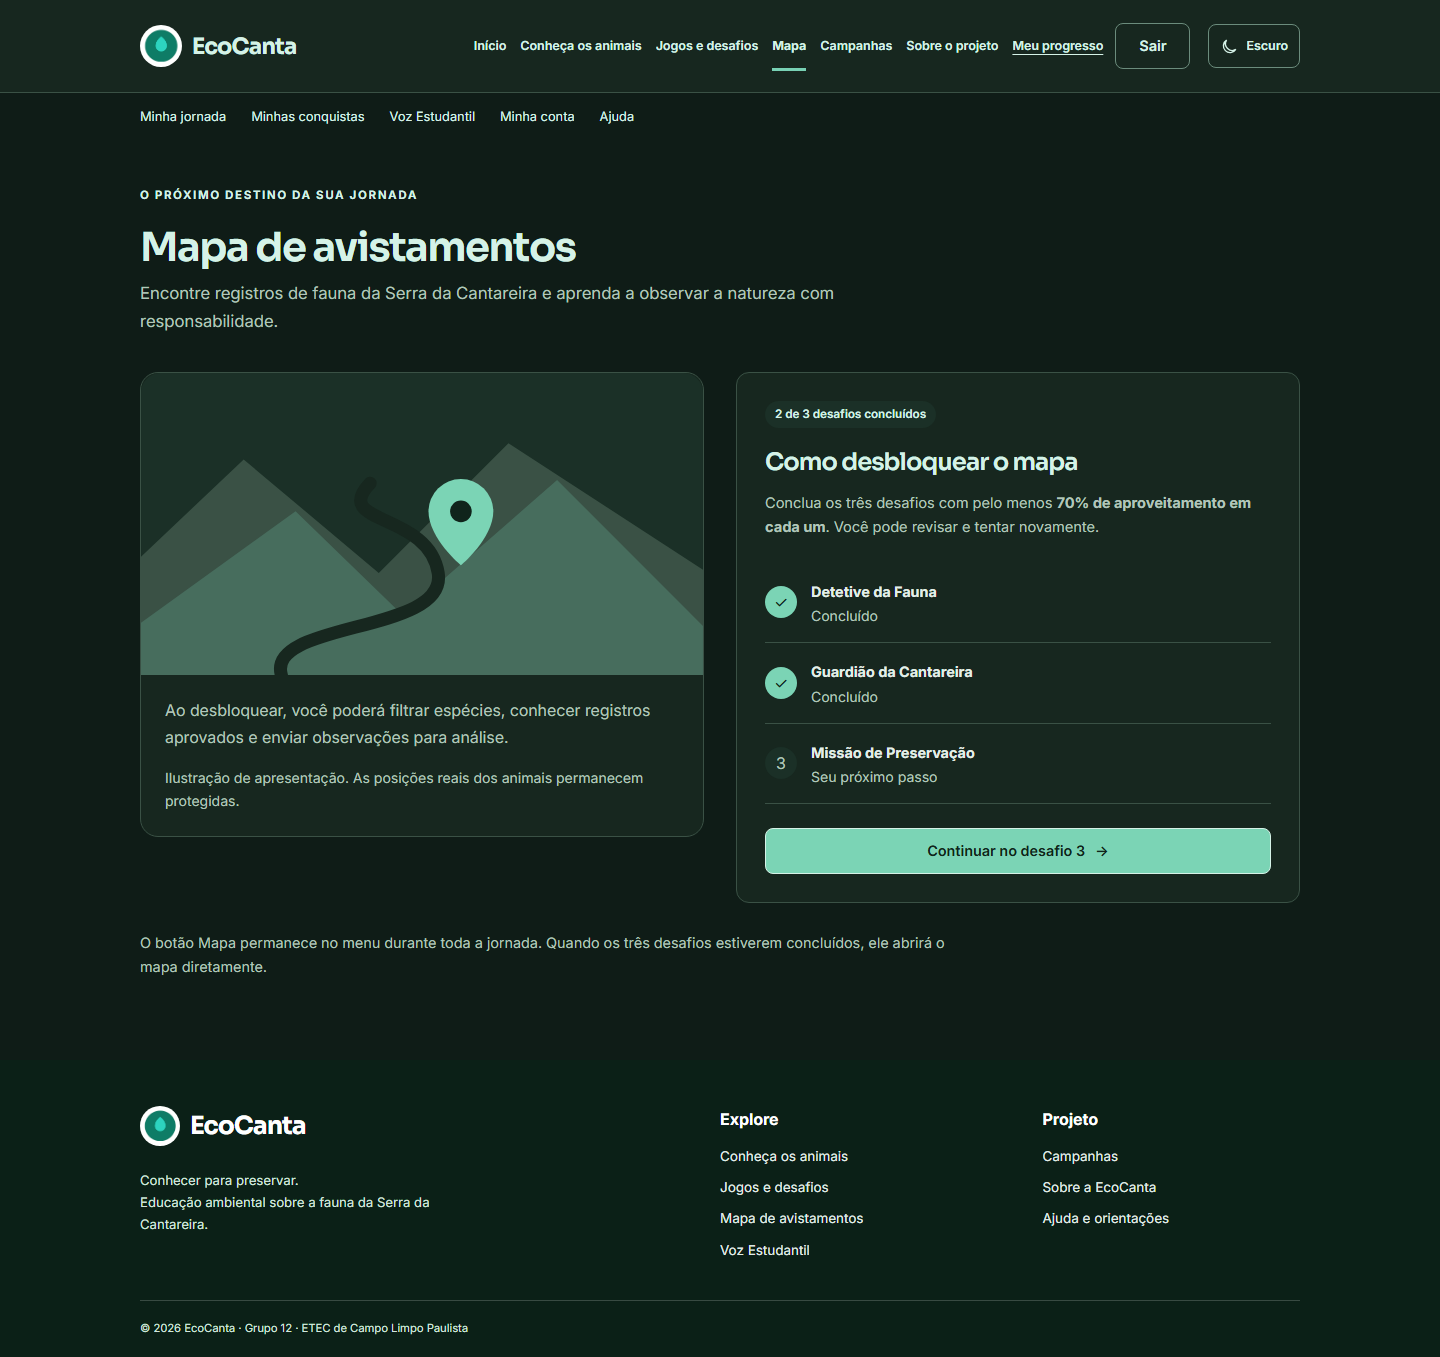 EcoCanta
Início
Conheça os animais
Jogos e desafios
Mapa
Campanhas
Sobre o projeto
Meu progresso
Sair
Escuro
Minha jornada
Minhas conquistas
Voz Estudantil
Minha conta
Ajuda
O PRÓXIMO DESTINO DA SUA JORNADA
Mapa de avistamentos
Encontre registros de fauna da Serra da Cantareira e aprenda a observar a natureza com
responsabilidade.
Ao desbloquear, você poderá filtrar espécies, conhecer registros
aprovados e enviar observações para análise.
Ilustração de apresentação. As posições reais dos animais permanecem
protegidas.
2 de 3 desafios concluídos
Como desbloquear o mapa
Conclua os três desafios com pelo menos 70% de aproveitamento em
cada um. Você pode revisar e tentar novamente.
Detetive da Fauna
Concluído
Guardião da Cantareira
Concluído
3
Missão de Preservação
Seu próximo passo
Continuar no desafio 3 →
O botão Mapa permanece no menu durante toda a jornada. Quando os três desafios estiverem concluídos, ele abrirá o
mapa diretamente.
EcoCanta
Conhecer para preservar.
Educação ambiental sobre a fauna da Serra da
Cantareira.
Explore
Conheça os animais
Jogos e desafios
Mapa de avistamentos
Voz Estudantil
Projeto
Campanhas
Sobre a EcoCanta
Ajuda e orientações
© 2026 EcoCanta · Grupo 12 · ETEC de Campo Limpo Paulista